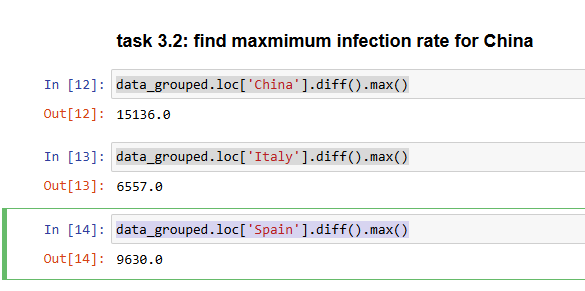 task 3.2: find maxmimum infection rate for China
In [12]: data_grouped.loc['China'].diff().max()
Out[12]: 15136.0
In [13]: data_grouped.loc['Italy'].diff().max()
Out[13]: 6557.0
In [14]: data_grouped.loc['Spain'].diff().max()
Out[14]: 9630.0